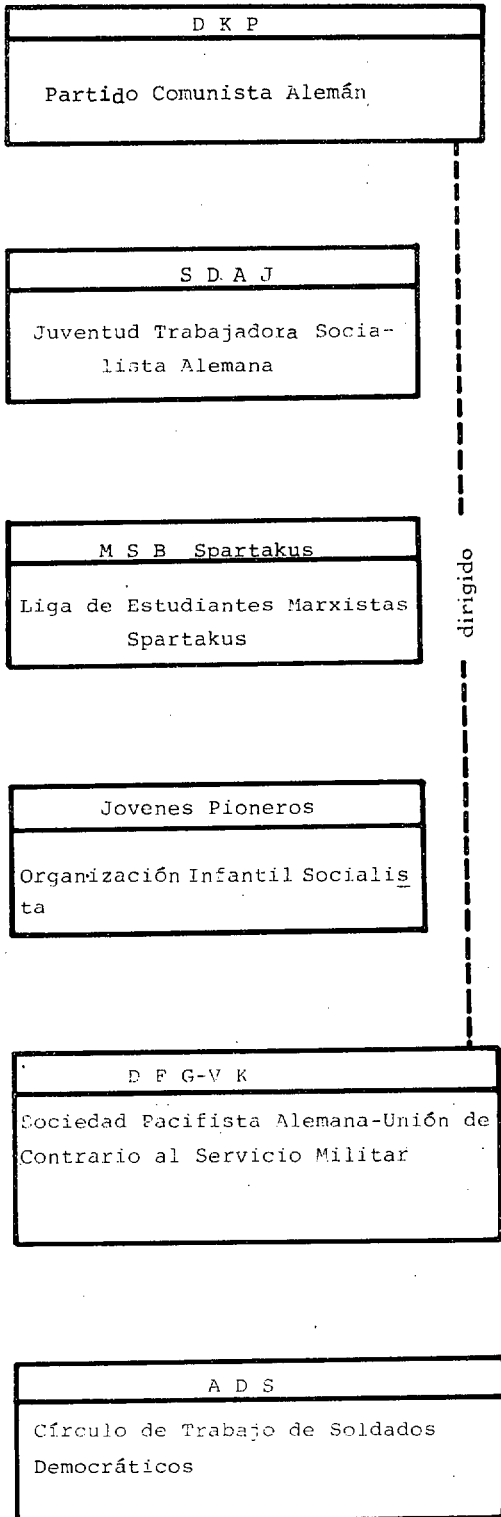 D K P
Partido Comunista Alemán
S D A J
Juventud Trabajadora Socia-
lista Alemana
M S B Spartakus
Liga de Estudiantes Marxistas
Spartakus
dirigido
Jovenes Pioneros
Organización Infantil Socialis
ta
D F G-V K
Sociedad Pacifista Alemana-Unión de
Contrario al Servicio Militar
A D S
Círculo de Trabajo de Soldados
Democráticos